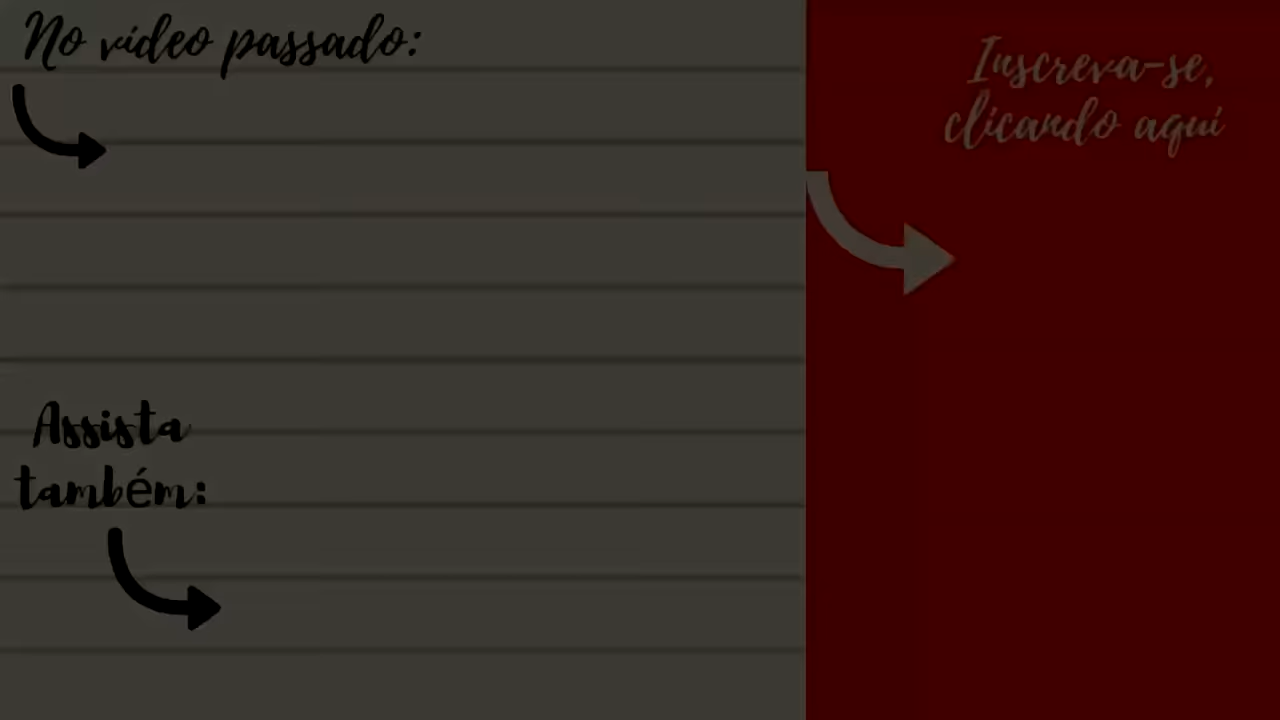 No vídeo passado:
Inscreva-se,
clicando aqui
Assista
também: